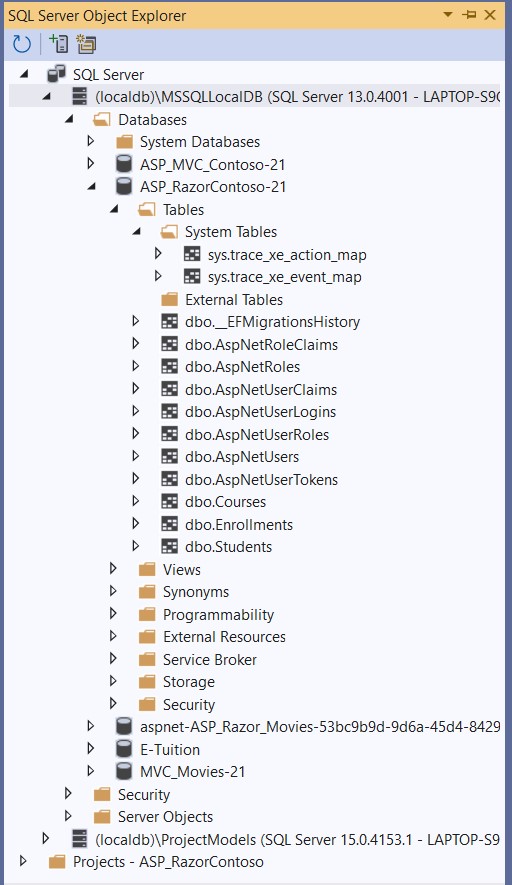 SQL Server Object Explorer
SQL Server
(localdb)\MSSQLLocalDB (SQL Server 13.0.4001 - LAPTOP-S9
Databases
System Databases
ASP_MVC_Contoso-21
ASP_RazorContoso-21
Tables
System Tables
sys.trace_xe_action_map
sys.trace_xe_event_map
External Tables
dbo.__EFMigrationsHistory
dbo.AspNetRoleClaims
dbo.AspNetRoles
dbo.AspNetUserClaims
dbo.AspNetUserLogins
dbo.AspNetUserRoles
dbo.AspNetUsers
dbo.AspNetUserTokens
dbo.Courses
dbo.Enrollments
dbo.Students
Views
Synonyms
Programmability
External Resources
Service Broker
Storage
Security
aspnet-ASP_Razor_Movies-53bc9b9d-9d6a-45d4-8429
E-Tuition
MVC_Movies-21
Security
Server Objects
(localdb)\ProjectModels (SQL Server 15.0.4153.1 - LAPTOP-S9
Projects - ASP_RazorContoso